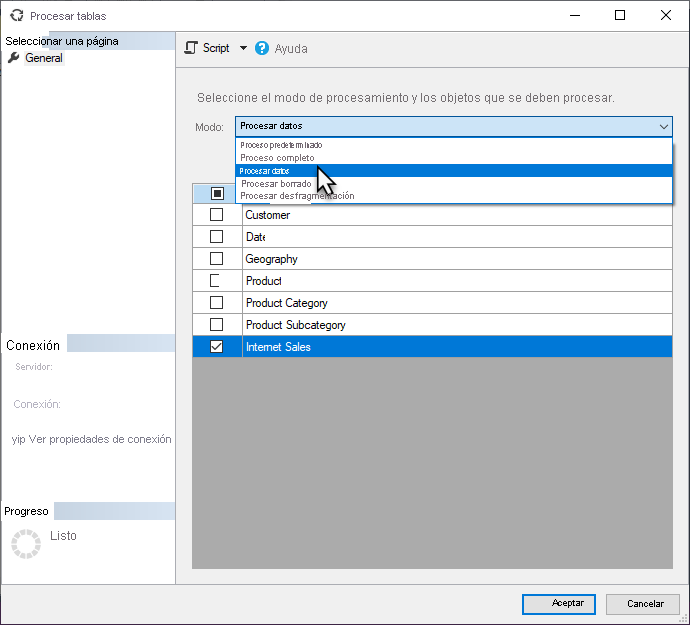 Procesar tablas
Seleccionar una página
General
Script
Ayuda
Seleccione el modo de procesamiento y los objetos que se deben procesar.
Modo:
Procesar datos
Proceso predeterminado
Proceso completo
Procesar datos
Procesar borrado
Procesar desfragmentación
Customer
Date
Geography
Product
Product Category
Product Subcategory
Internet Sales
Conexión
Servidor:
Conexión:
yip Ver propiedades de conexión
Progreso
Listo
Aceptar
Cancelar